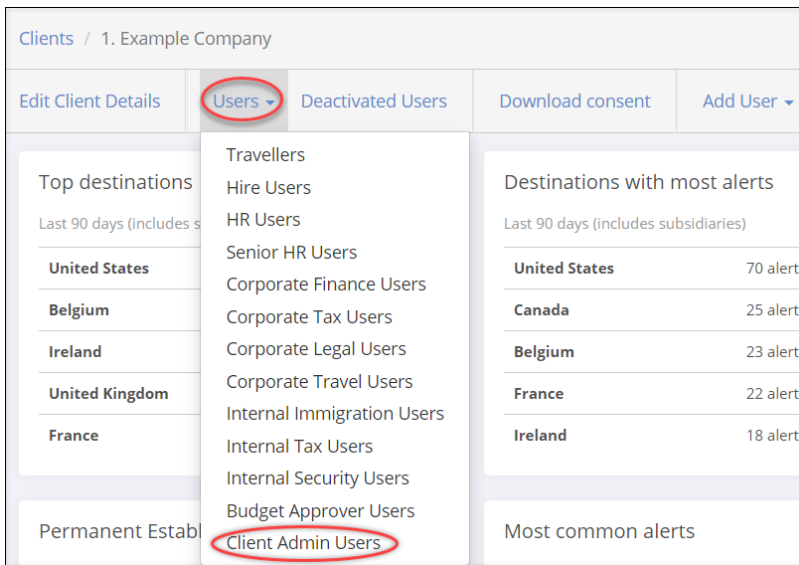 Clients / 1. Example Company
Edit Client Details Users Deactivated Users Download consent Add User
Travellers
Hire Users
HR Users
Senior HR Users
Corporate Finance Users
Corporate Tax Users
Corporate Legal Users
Corporate Travel Users
Internal Immigration Users
Internal Tax Users
Internal Security Users
Budget Approver Users
Client Admin Users
Top destinations
Last 90 days (includes s
United States
Belgium
Ireland
United Kingdom
France
Destinations with most alerts
Last 90 days (includes subsidiaries)
United States 70 alert
Canada 25 alert
Belgium 23 alert
France 22 alert
Ireland 18 alert
Permanent Establ
Most common alerts